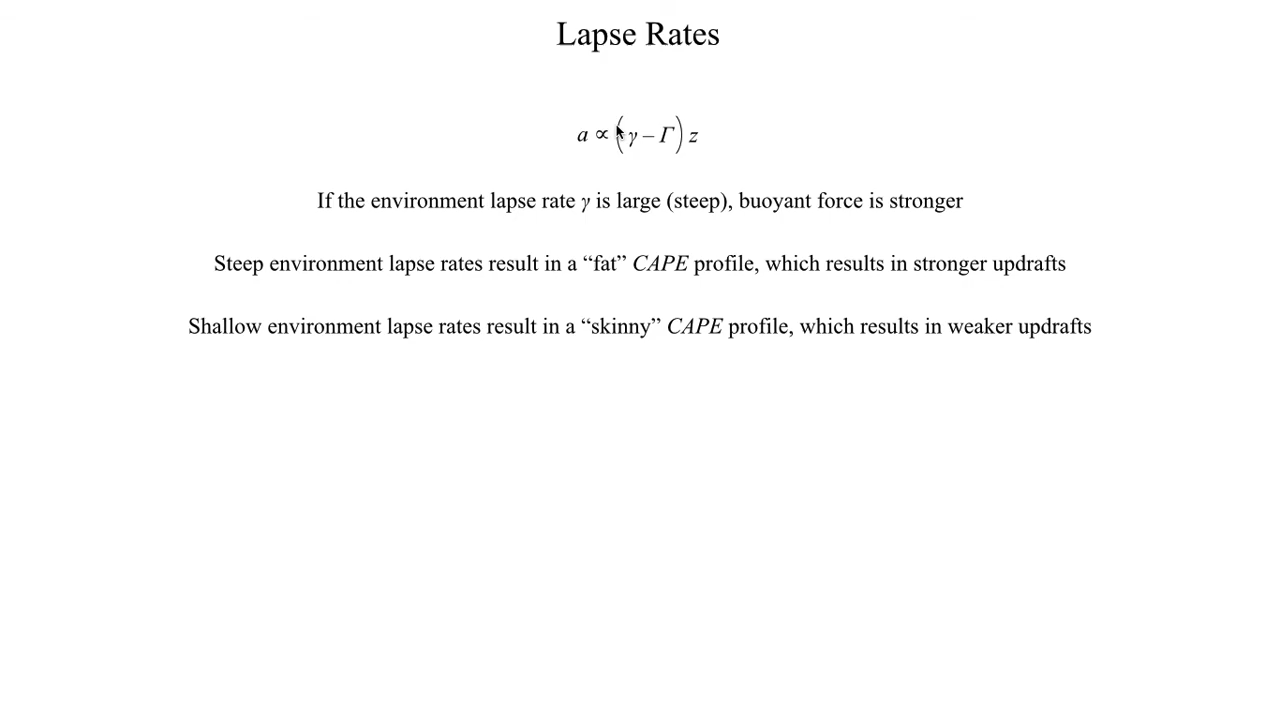 Lapse Rates
a ∝ (γ – Γ) z
If the environment lapse rate γ is large (steep), buoyant force is stronger
Steep environment lapse rates result in a “fat” CAPE profile, which results in stronger updrafts
Shallow environment lapse rates result in a “skinny” CAPE profile, which results in weaker updrafts